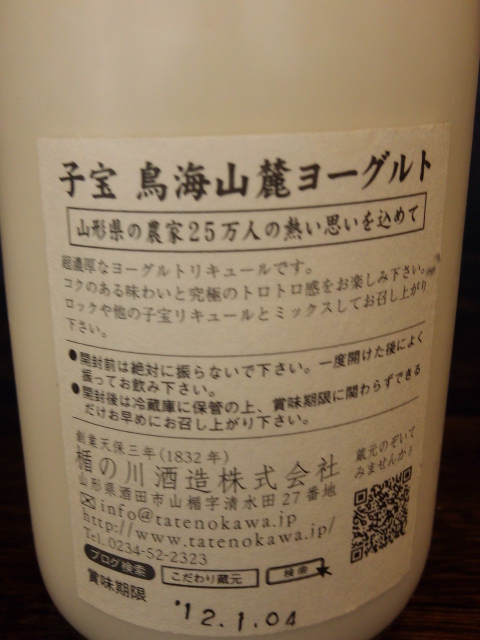 子宝 鳥海山麓ヨーグルト
山形県の農家25万人の熱い思いを込めて
超濃厚なヨーグルトリキュールです。
コクのある味わいと究極のトロトロ感をお楽しみ下さい。
ロックや他の子宝リキュールとミックスしてお召し上がり
下さい。
●開封前は絶対に振らないで下さい。一度開けた後によく
振ってお飲み下さい。
●開封後は冷蔵庫に保管の上、賞味期限に関わらずできる
だけお早めにお召し上がり下さい。
創業天保三年(1832年)
楯の川酒造株式会社
山形県酒田市山楯字清水田27番地
✉info@tatenokawa.jp
http://www.tatenokawa.jp/
Tel.0234-52-2323
蔵元のぞいて
みませんか?
ブログ検索 こだわり蔵元 検索
賞味期限 '12.1.04